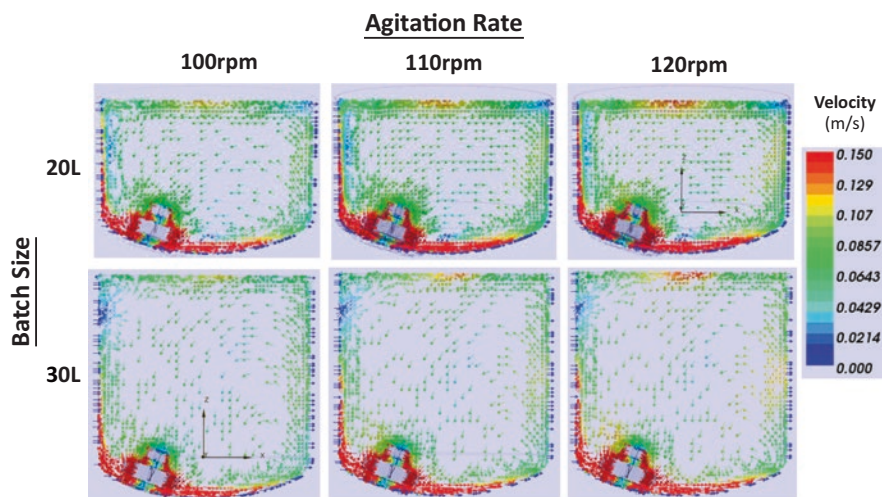 Agitation Rate
100rpm 110rpm 120rpm
Velocity
(m/s)
0.150
0.129
0.107
0.0857
0.0643
0.0429
0.0214
0.000
Batch Size
20L
30L
z
x